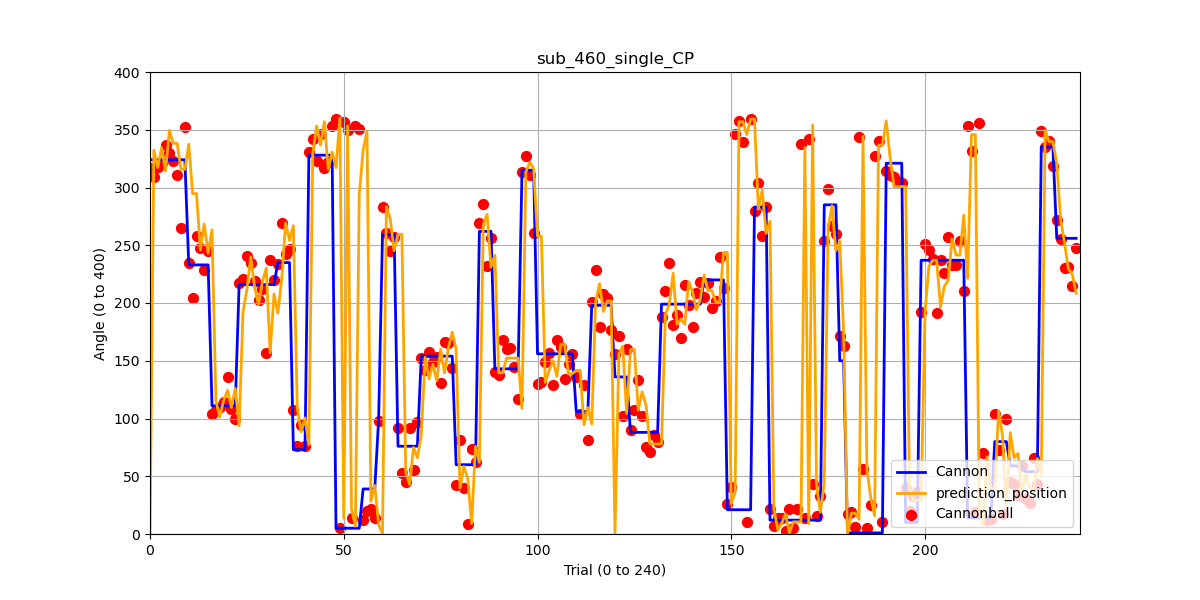 sub_460_single_CP
400
350
300
250
200
150
100
50
0
Angle (0 to 400)
0 50 100 150 200
Trial (0 to 240)
Cannon
prediction_position
Cannonball